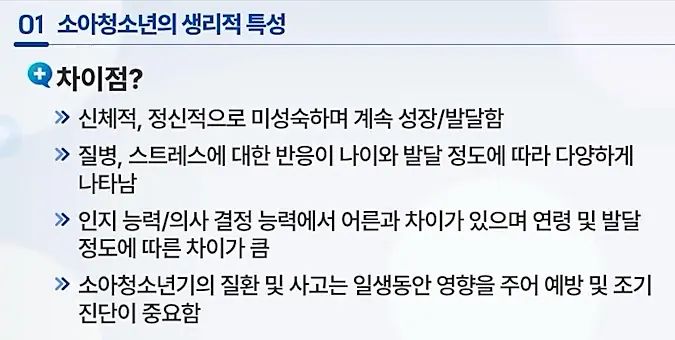 01 소아청소년의 생리적 특성
차이점?
» 신체적, 정신적으로 미성숙하며 계속 성장/발달함
» 질병, 스트레스에 대한 반응이 나이와 발달 정도에 따라 다양하게
나타남
» 인지 능력/의사 결정 능력에서 어른과 차이가 있으며 연령 및 발달
정도에 따른 차이가 큼
» 소아청소년기의 질환 및 사고는 일생동안 영향을 주어 예방 및 조기
진단이 중요함